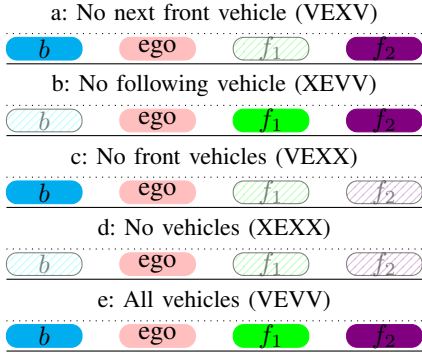 a: No next front vehicle (VEXV)
b ego f₁ f₂
b: No following vehicle (XEVV)
b ego f₁ f₂
c: No front vehicles (VEXX)
b ego f₁ f₂
d: No vehicles (XEXX)
b ego f₁ f₂
e: All vehicles (VEVV)
b ego f₁ f₂